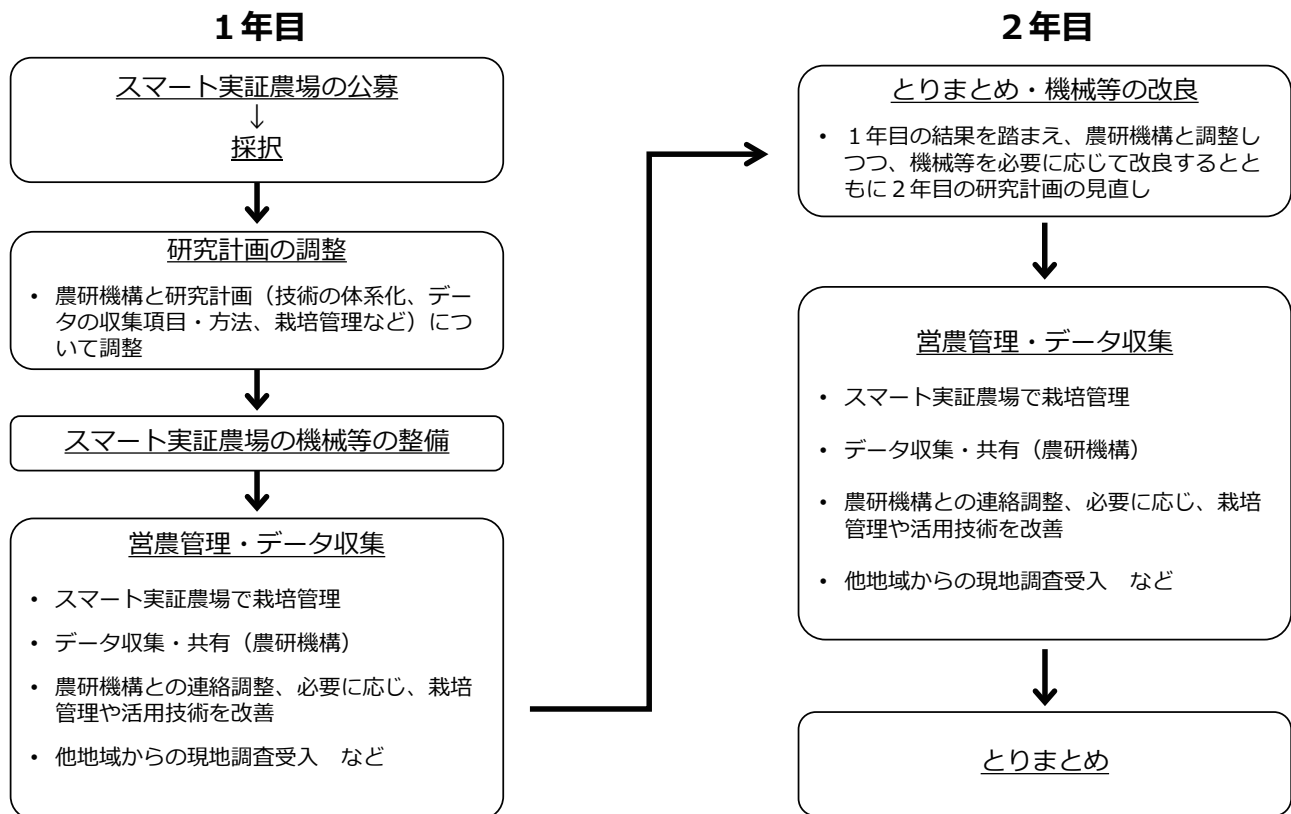 1年目
スマート実証農場の公募
↓
採択
研究計画の調整
• 農研機構と研究計画（技術の体系化、デー
タの収集項目・方法、栽培管理など）につ
いて調整
スマート実証農場の機械等の整備
営農管理・データ収集
• スマート実証農場で栽培管理
• データ収集・共有（農研機構）
• 農研機構との連絡調整、必要に応じ、栽培
管理や活用技術を改善
• 他地域からの現地調査受入　など
２年目
とりまとめ・機械等の改良
• １年目の結果を踏まえ、農研機構と調整し
つつ、機械等を必要に応じて改良するとと
もに２年目の研究計画の見直し
営農管理・データ収集
• スマート実証農場で栽培管理
• データ収集・共有（農研機構）
• 農研機構との連絡調整、必要に応じ、栽培
管理や活用技術を改善
• 他地域からの現地調査受入　など
とりまとめ